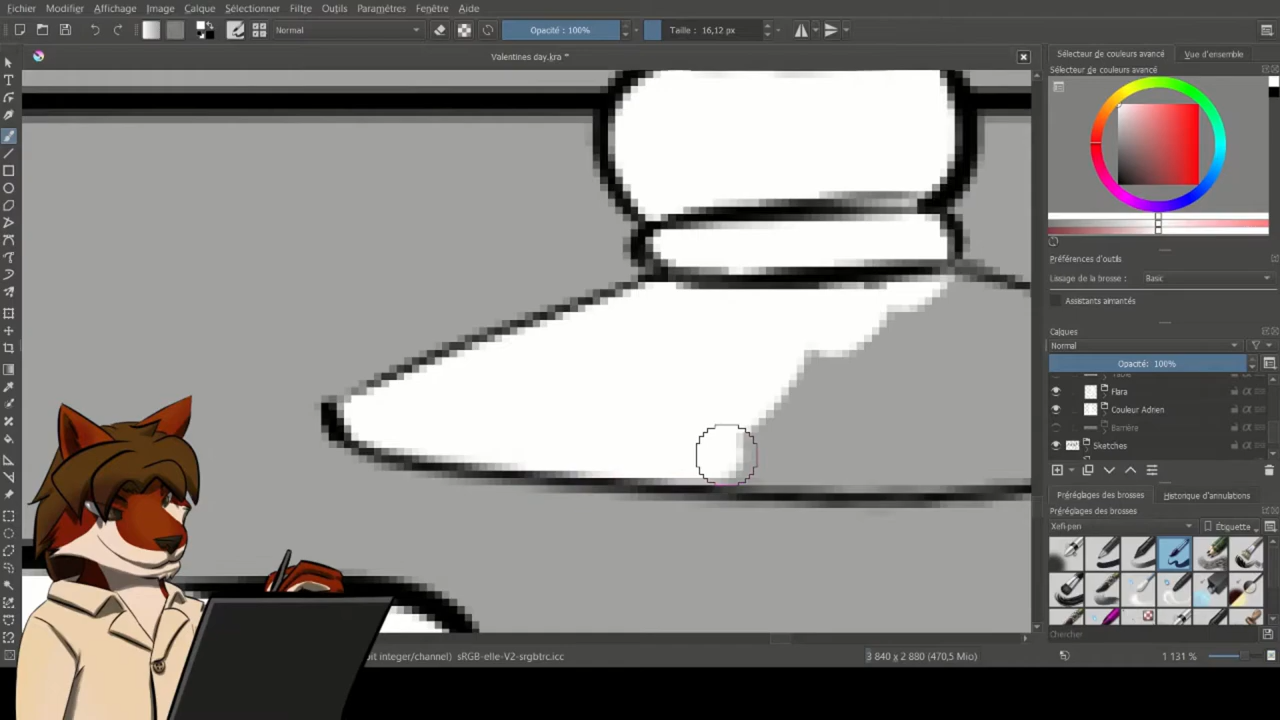 Fichier Modifier Affichage Image Calque Sélectionner Filtre Outils Paramètres Fenêtre Aide
Normal
Opacité : 100%
Taille : 16,12 px
Valentines day.kra *
Sélecteur de couleurs avancé Vue d'ensemble
Sélecteur de couleurs avancé
Préférences d'outils
Lissage de la brosse : Basic
Assistants aimantés
Calques
Normal
Opacité: 100%
Flara
Couleur Adrien
Barrière
Sketches
Préréglages des brosses Historique d'annulations
Préréglages des brosses
Xefi-pen
Étiquette
Chercher
bit integer/channel) sRGB-elle-V2-srgbtrc.icc
3 840 x 2 880 (470,5 Mio)
1 131 %